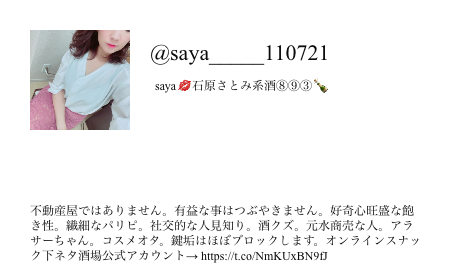 @saya_____110721
saya💋石原さとみ系酒⑧⑨③🍾
不動産屋ではありません。有益な事はつぶやきません。好奇心旺盛な飽
き性。繊細なパリピ。社交的な人見知り。酒クズ。元水商売な人。アラ
サーちゃん。コスメオタ。鍵垢はほぼブロックします。オンラインスナッ
ク下ネタ酒場公式アカウント→ https://t.co/NmKUxBN9fJ